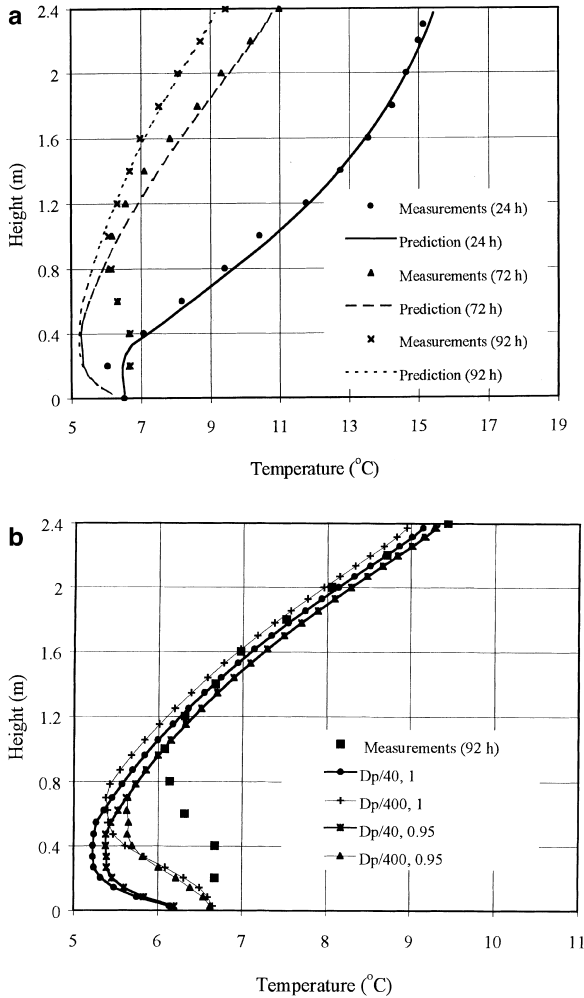 a
2.4
2
1.6
1.2
0.8
0.4
0
Height (m)
Measurements (24 h)
Prediction (24 h)
Measurements (72 h)
Prediction (72 h)
Measurements (92 h)
Prediction (92 h)
5 7 9 11 13 15 17 19
Temperature (°C)
b
2.4
2
1.6
1.2
0.8
0.4
0
Height (m)
Measurements (92 h)
Dp/40, 1
Dp/400, 1
Dp/40, 0.95
Dp/400, 0.95
5 6 7 8 9 10 11
Temperature (°C)